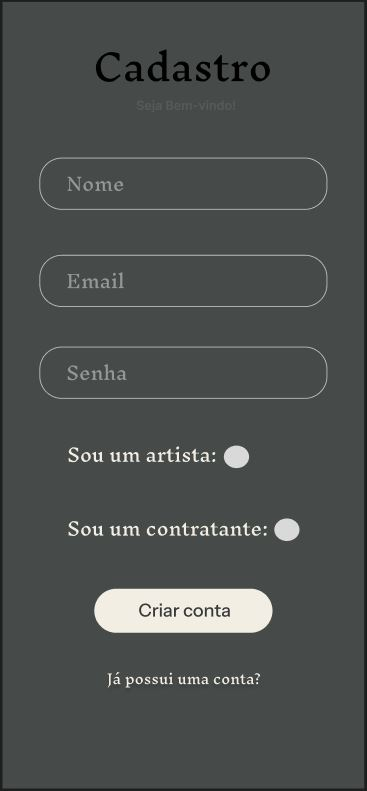 Cadastro
Seja Bem-vindo!
Nome
Email
Senha
Sou um artista:
Sou um contratante:
Criar conta
Já possui uma conta?